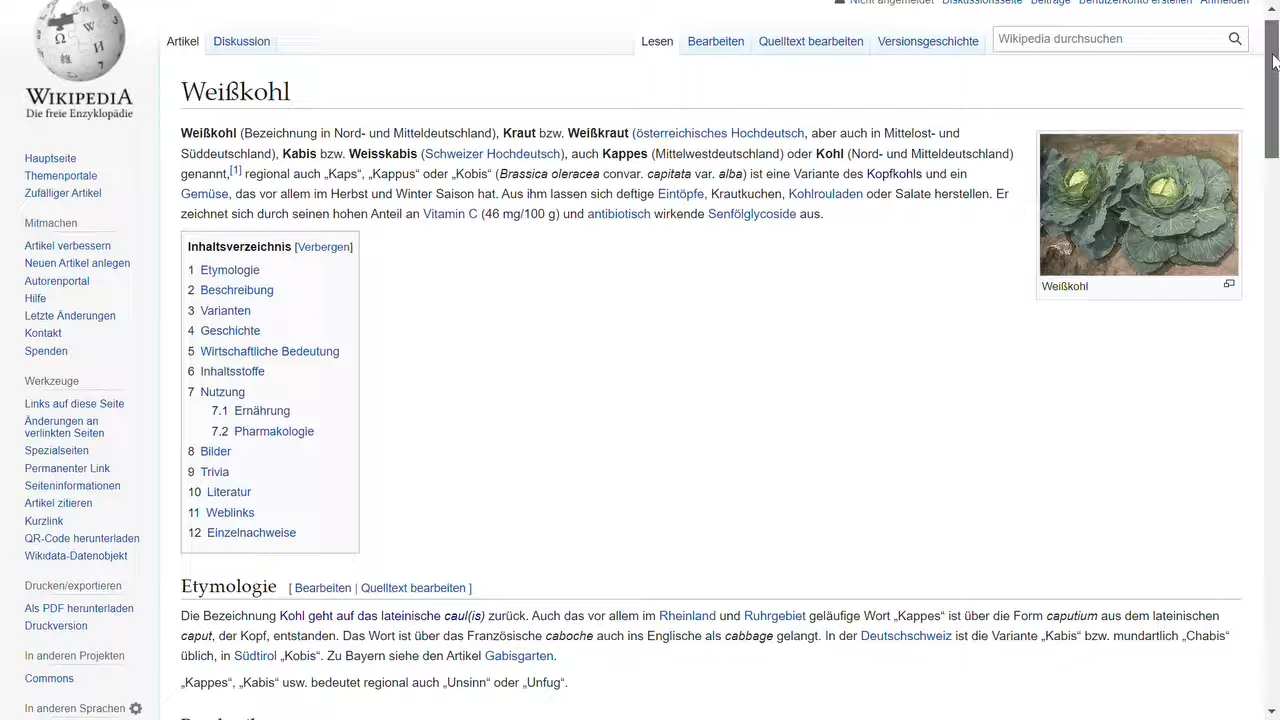 Nicht angemeldet Diskussionsseite Beiträge Benutzerkonto erstellen Anmelden
WIKIPEDIA
Die freie Enzyklopädie
Artikel Diskussion Lesen Bearbeiten Quelltext bearbeiten Versionsgeschichte Wikipedia durchsuchen
Hauptseite
Themenportale
Zufälliger Artikel
Mitmachen
Artikel verbessern
Neuen Artikel anlegen
Autorenportal
Hilfe
Letzte Änderungen
Kontakt
Spenden
Werkzeuge
Links auf diese Seite
Änderungen an
verlinkten Seiten
Spezialseiten
Permanenter Link
Seiteninformationen
Artikel zitieren
Kurzlink
QR-Code herunterladen
Wikidata-Datenobjekt
Drucken/exportieren
Als PDF herunterladen
Druckversion
In anderen Projekten
Commons
In anderen Sprachen
Weißkohl
Weißkohl (Bezeichnung in Nord- und Mitteldeutschland), Kraut bzw. Weißkraut (österreichisches Hochdeutsch, aber auch in Mittelost- und
Süddeutschland), Kabis bzw. Weisskabis (Schweizer Hochdeutsch), auch Kappes (Mittelwestdeutschland) oder Kohl (Nord- und Mitteldeutschland)
genannt,[1] regional auch „Kaps“, „Kappus“ oder „Kobis“ (Brassica oleracea convar. capitata var. alba) ist eine Variante des Kopfkohls und ein
Gemüse, das vor allem im Herbst und Winter Saison hat. Aus ihm lassen sich deftige Eintöpfe, Krautkuchen, Kohlrouladen oder Salate herstellen. Er
zeichnet sich durch seinen hohen Anteil an Vitamin C (46 mg/100 g) und antibiotisch wirkende Senfölglycoside aus.
Weißkohl
Inhaltsverzeichnis [Verbergen]
1 Etymologie
2 Beschreibung
3 Varianten
4 Geschichte
5 Wirtschaftliche Bedeutung
6 Inhaltsstoffe
7 Nutzung
7.1 Ernährung
7.2 Pharmakologie
8 Bilder
9 Trivia
10 Literatur
11 Weblinks
12 Einzelnachweise
Etymologie [ Bearbeiten | Quelltext bearbeiten ]
Die Bezeichnung Kohl geht auf das lateinische caul(is) zurück. Auch das vor allem im Rheinland und Ruhrgebiet geläufige Wort „Kappes“ ist über die Form caputium aus dem lateinischen
caput, der Kopf, entstanden. Das Wort ist über das Französische caboche auch ins Englische als cabbage gelangt. In der Deutschschweiz ist die Variante „Kabis“ bzw. mundartlich „Chabis“
üblich, in Südtirol „Kobis“. Zu Bayern siehe den Artikel Gabisgarten.
„Kappes“, „Kabis“ usw. bedeutet regional auch „Unsinn“ oder „Unfug“.